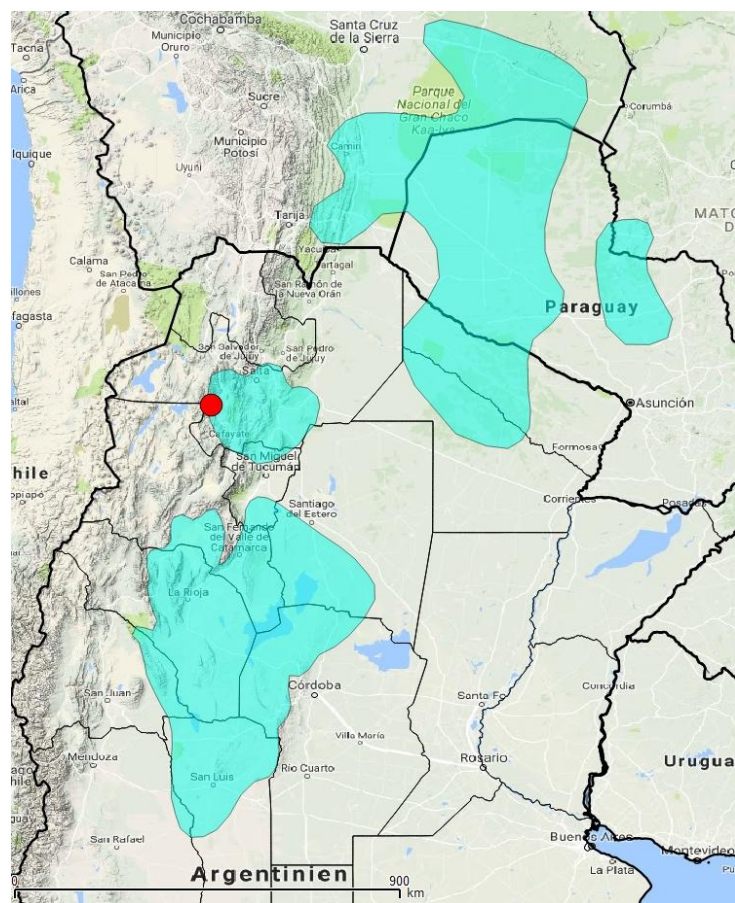 Cochabamba
Santa Cruz
de la Sierra
Tacna
Municipio
Oruro
Arica
Sucre
Parque
Nacional del
Gran Chaco
Kaa-Iya
Corumbá
Municipio
Potosí
Camiri
Iquique
Uyuni
Tarija
MATO
Yacuiba
Tartagal
Calama
San Pedro
de Atacama
San Ramón de
la Nueva Orán
Paraguay
San Salvador
de Jujuy
San Pedro
de Jujuy
Salta
Asunción
Cafayate
Formosa
San Miguel
de Tucumán
hile
Corrientes
Posadas
Santiago
del Estero
San Fernando
del Valle de
Catamarca
La Rioja
San Juan
Córdoba
Santa Fe
Concordia
Villa María
Mendoza
Río Cuarto
Rosario
Urugua
San Luis
San Rafael
Buenos Aires
Montevideo
La Plata
Argentinien
0
900
km